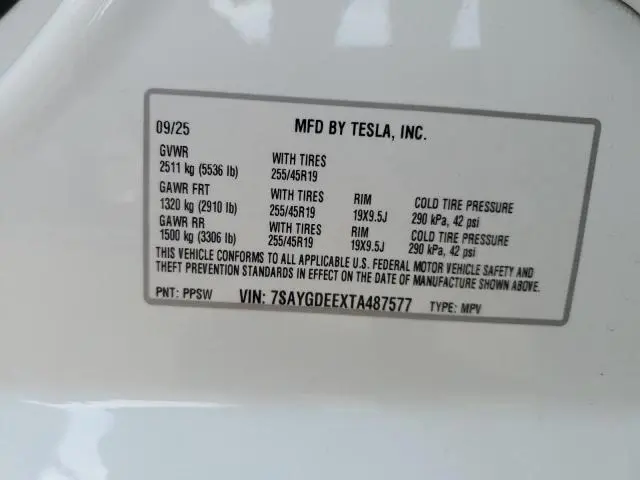 09/25 MFD BY TESLA, INC.
GVWR WITH TIRES
2511 kg (5536 lb) 255/45R19
GAWR FRT WITH TIRES RIM COLD TIRE PRESSURE
1320 kg (2910 lb) 255/45R19 19X9.5J 290 kPa, 42 psi
GAWR RR WITH TIRES RIM COLD TIRE PRESSURE
1500 kg (3306 lb) 255/45R19 19X9.5J 290 kPa, 42 psi
THIS VEHICLE CONFORMS TO ALL APPLICABLE U.S. FEDERAL MOTOR VEHICLE SAFETY AND
THEFT PREVENTION STANDARDS IN EFFECT ON THE DATE OF MANUFACTURE SHOWN ABOVE.
PNT: PPSW VIN: 7SAYGDEEXTA487577 TYPE: MPV